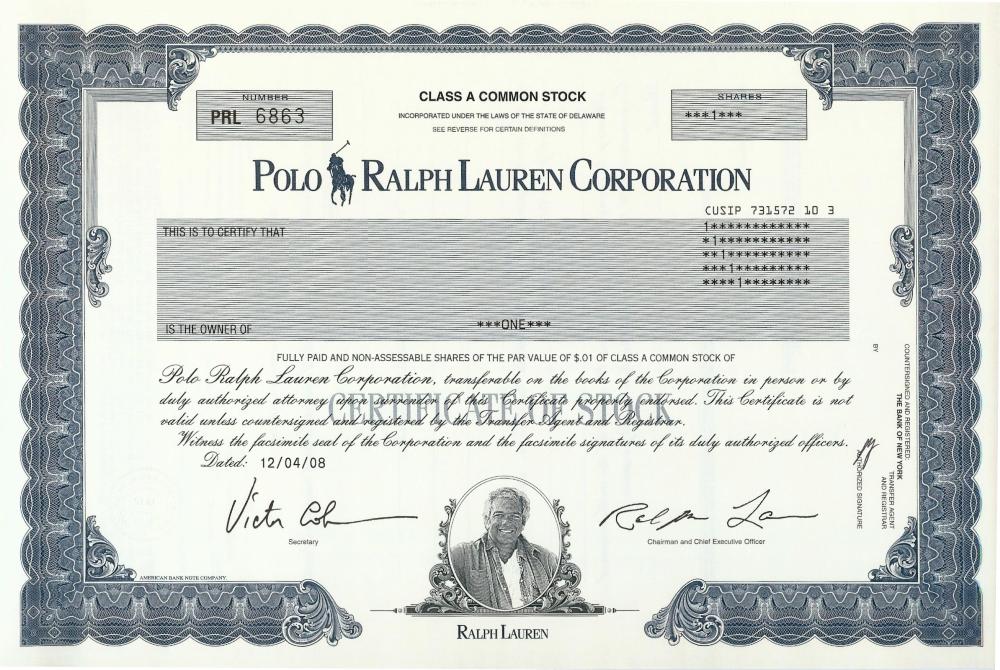 NUMBER
PRL 6863
CLASS A COMMON STOCK
INCORPORATED UNDER THE LAWS OF THE STATE OF DELAWARE
SEE REVERSE FOR CERTAIN DEFINITIONS
SHARES
***1***
POLO RALPH LAUREN CORPORATION
CUSIP 731572 10 3
THIS IS TO CERTIFY THAT
1************
*1***********
**1**********
***1*********
****1********
IS THE OWNER OF
***ONE***
FULLY PAID AND NON-ASSESSABLE SHARES OF THE PAR VALUE OF $.01 OF CLASS A COMMON STOCK OF
Polo Ralph Lauren Corporation, transferable on the books of the Corporation in person or by
duly authorized attorney upon surrender of this Certificate properly endorsed. This Certificate is not
valid unless countersigned and registered by the Transfer Agent and Registrar.
CERTIFICATE OF STOCK
Witness the facsimile seal of the Corporation and the facsimile signatures of its duly authorized officers.
Dated: 12/04/08
Victor Coh
Secretary
Ralph Lauren
Chairman and Chief Executive Officer
AMERICAN BANK NOTE COMPANY.
RALPH LAUREN
COUNTERSIGNED AND REGISTERED:
THE BANK OF NEW YORK
TRANSFER AGENT
AND REGISTRAR
BY
AUTHORIZED SIGNATURE